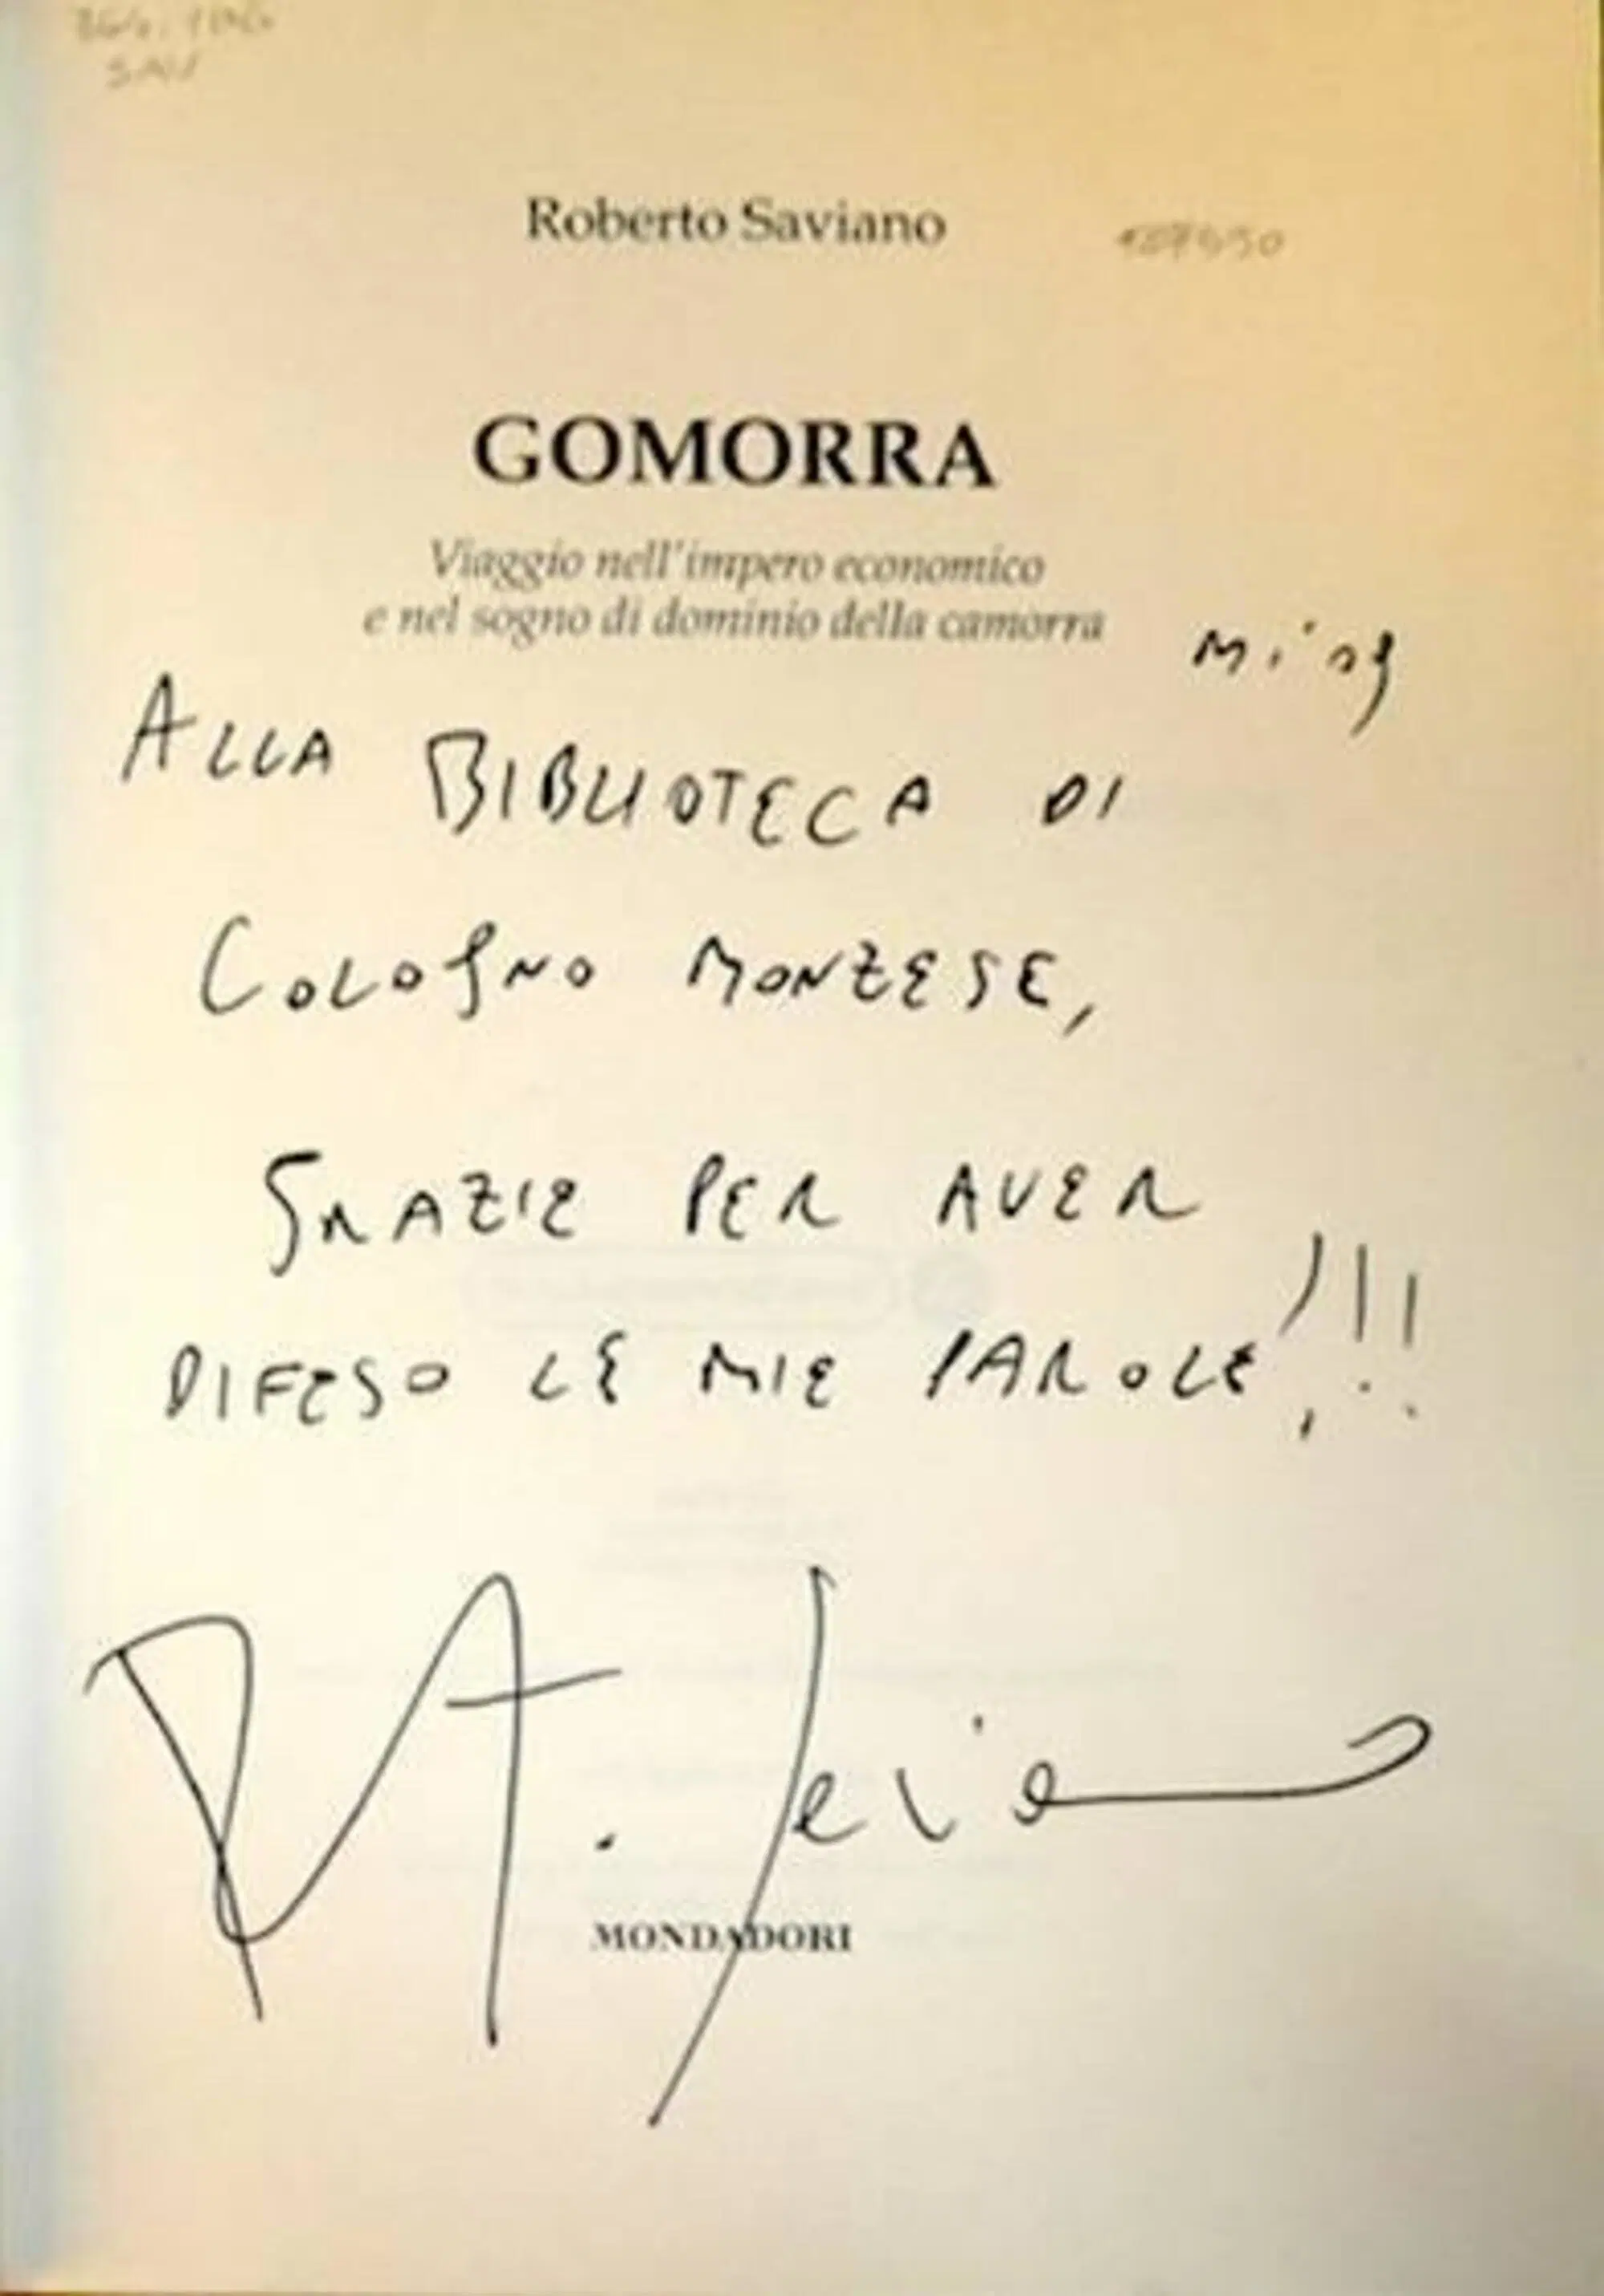 SAV
Roberto Saviano
GOMORRA
Viaggio nell'impero economico
e nel sogno di dominio della camorra
ALLA BIBLIOTECA DI
COLOGNO MONZESE,
GRAZIE PER AVER
DIFESO LE MIE PAROLE!!!
MONDADORI